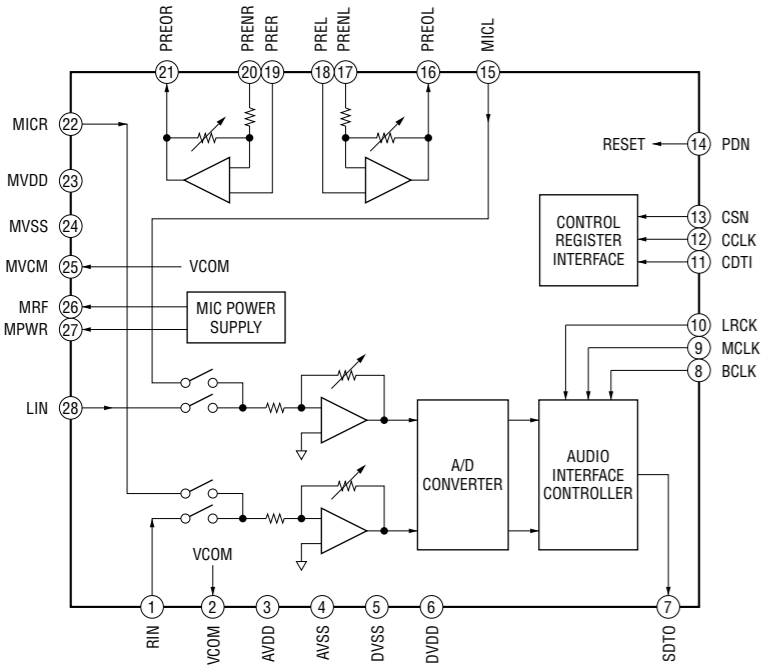 PREOR
PRENR
PRER
PREL
PRENL
PREOL
MICL
21
20
19
18
17
16
15
MICR
22
MVDD
23
MVSS
24
MVCM
25
VCOM
MRF
26
MPWR
27
MIC POWER
SUPPLY
LIN
28
RESET
14
PDN
CONTROL
REGISTER
INTERFACE
13
CSN
12
CCLK
11
CDTI
10
LRCK
9
MCLK
8
BCLK
A/D
CONVERTER
AUDIO
INTERFACE
CONTROLLER
VCOM
1
2
3
4
5
6
7
RIN
VCOM
AVDD
AVSS
DVSS
DVDD
SDTO